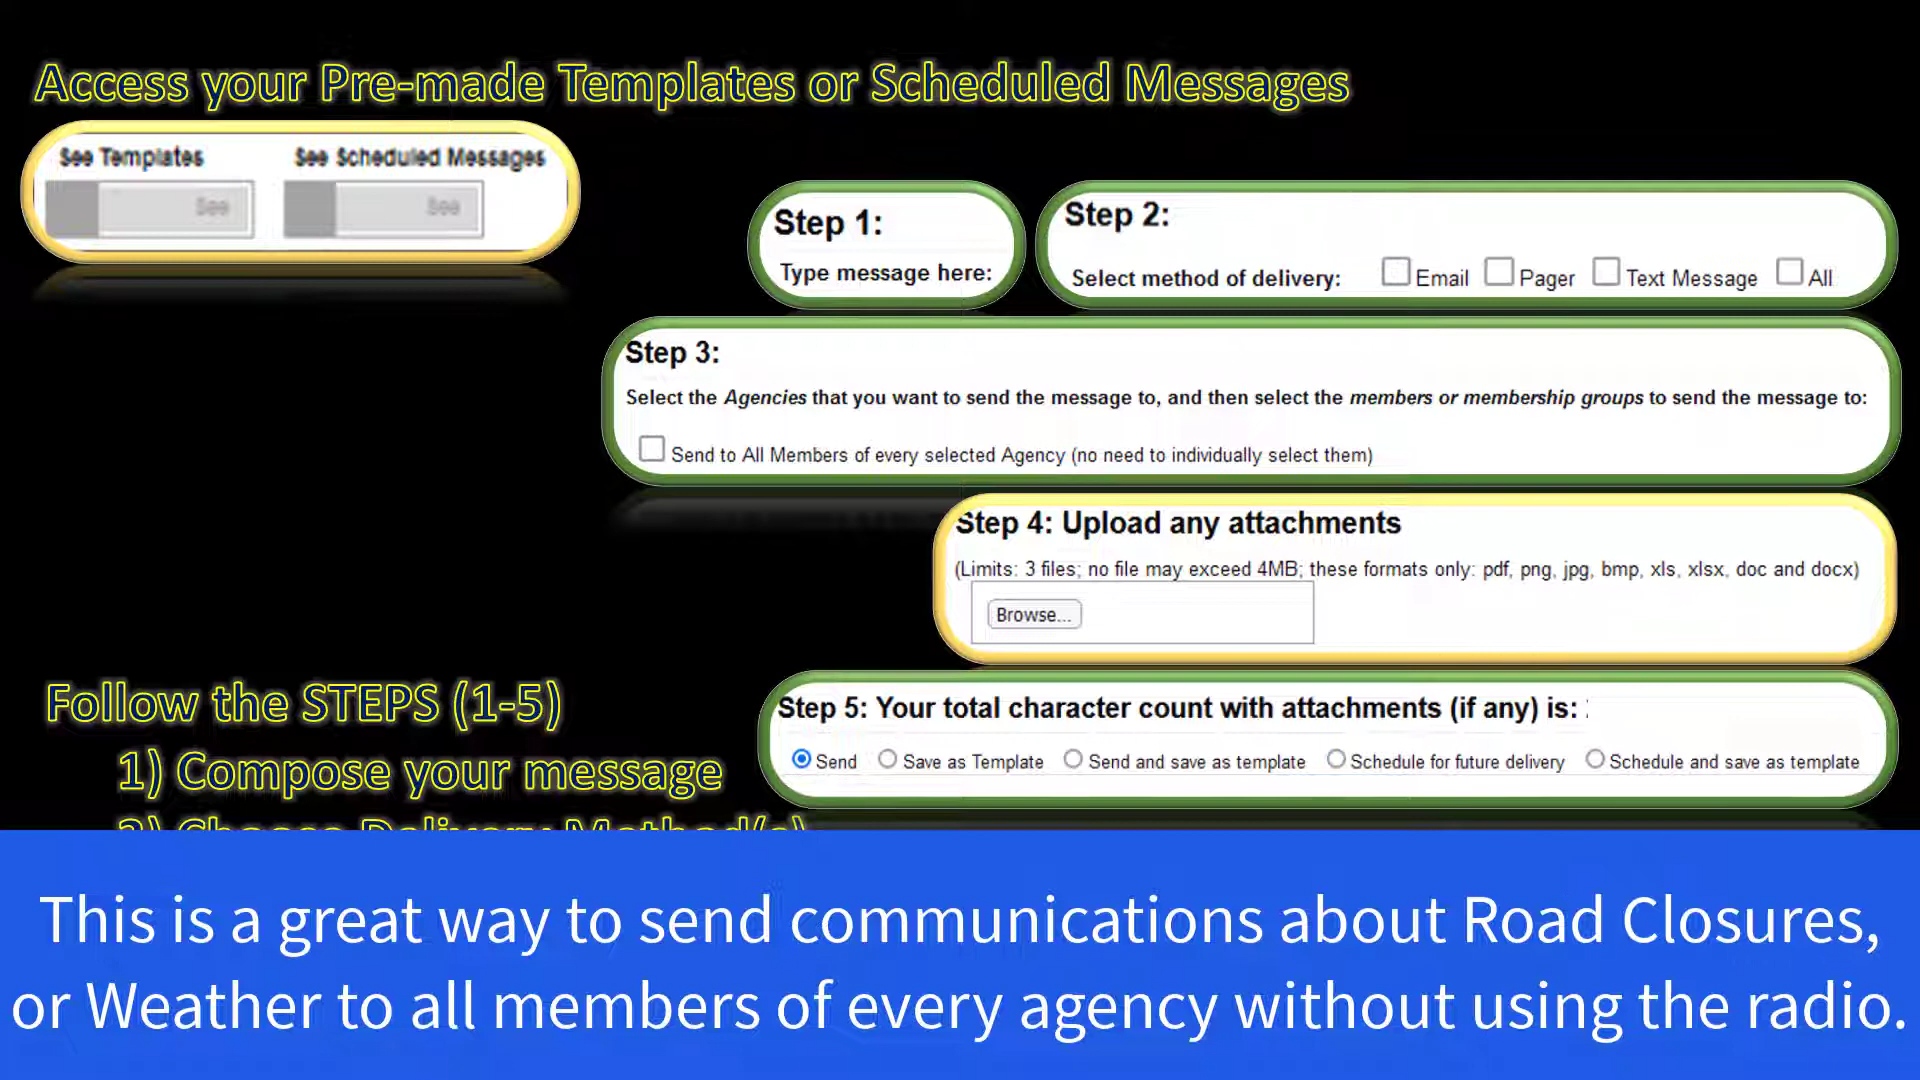 Access your Pre-made Templates or Scheduled Messages
See Templates
See Scheduled Messages
See
See
Step 1:
Type message here:
Step 2:
Select method of delivery:
Email
Pager
Text Message
All
Step 3:
Select the Agencies that you want to send the message to, and then select the members or membership groups to send the message to:
Send to All Members of every selected Agency (no need to individually select them)
Step 4: Upload any attachments
(Limits: 3 files; no file may exceed 4MB; these formats only: pdf, png, jpg, bmp, xls, xlsx, doc and docx)
Browse...
Step 5: Your total character count with attachments (if any) is:
Send
Save as Template
Send and save as template
Schedule for future delivery
Schedule and save as template
Follow the STEPS (1-5)
1) Compose your message
2) Choose Delivery Method(s)
This is a great way to send communications about Road Closures,
or Weather to all members of every agency without using the radio.